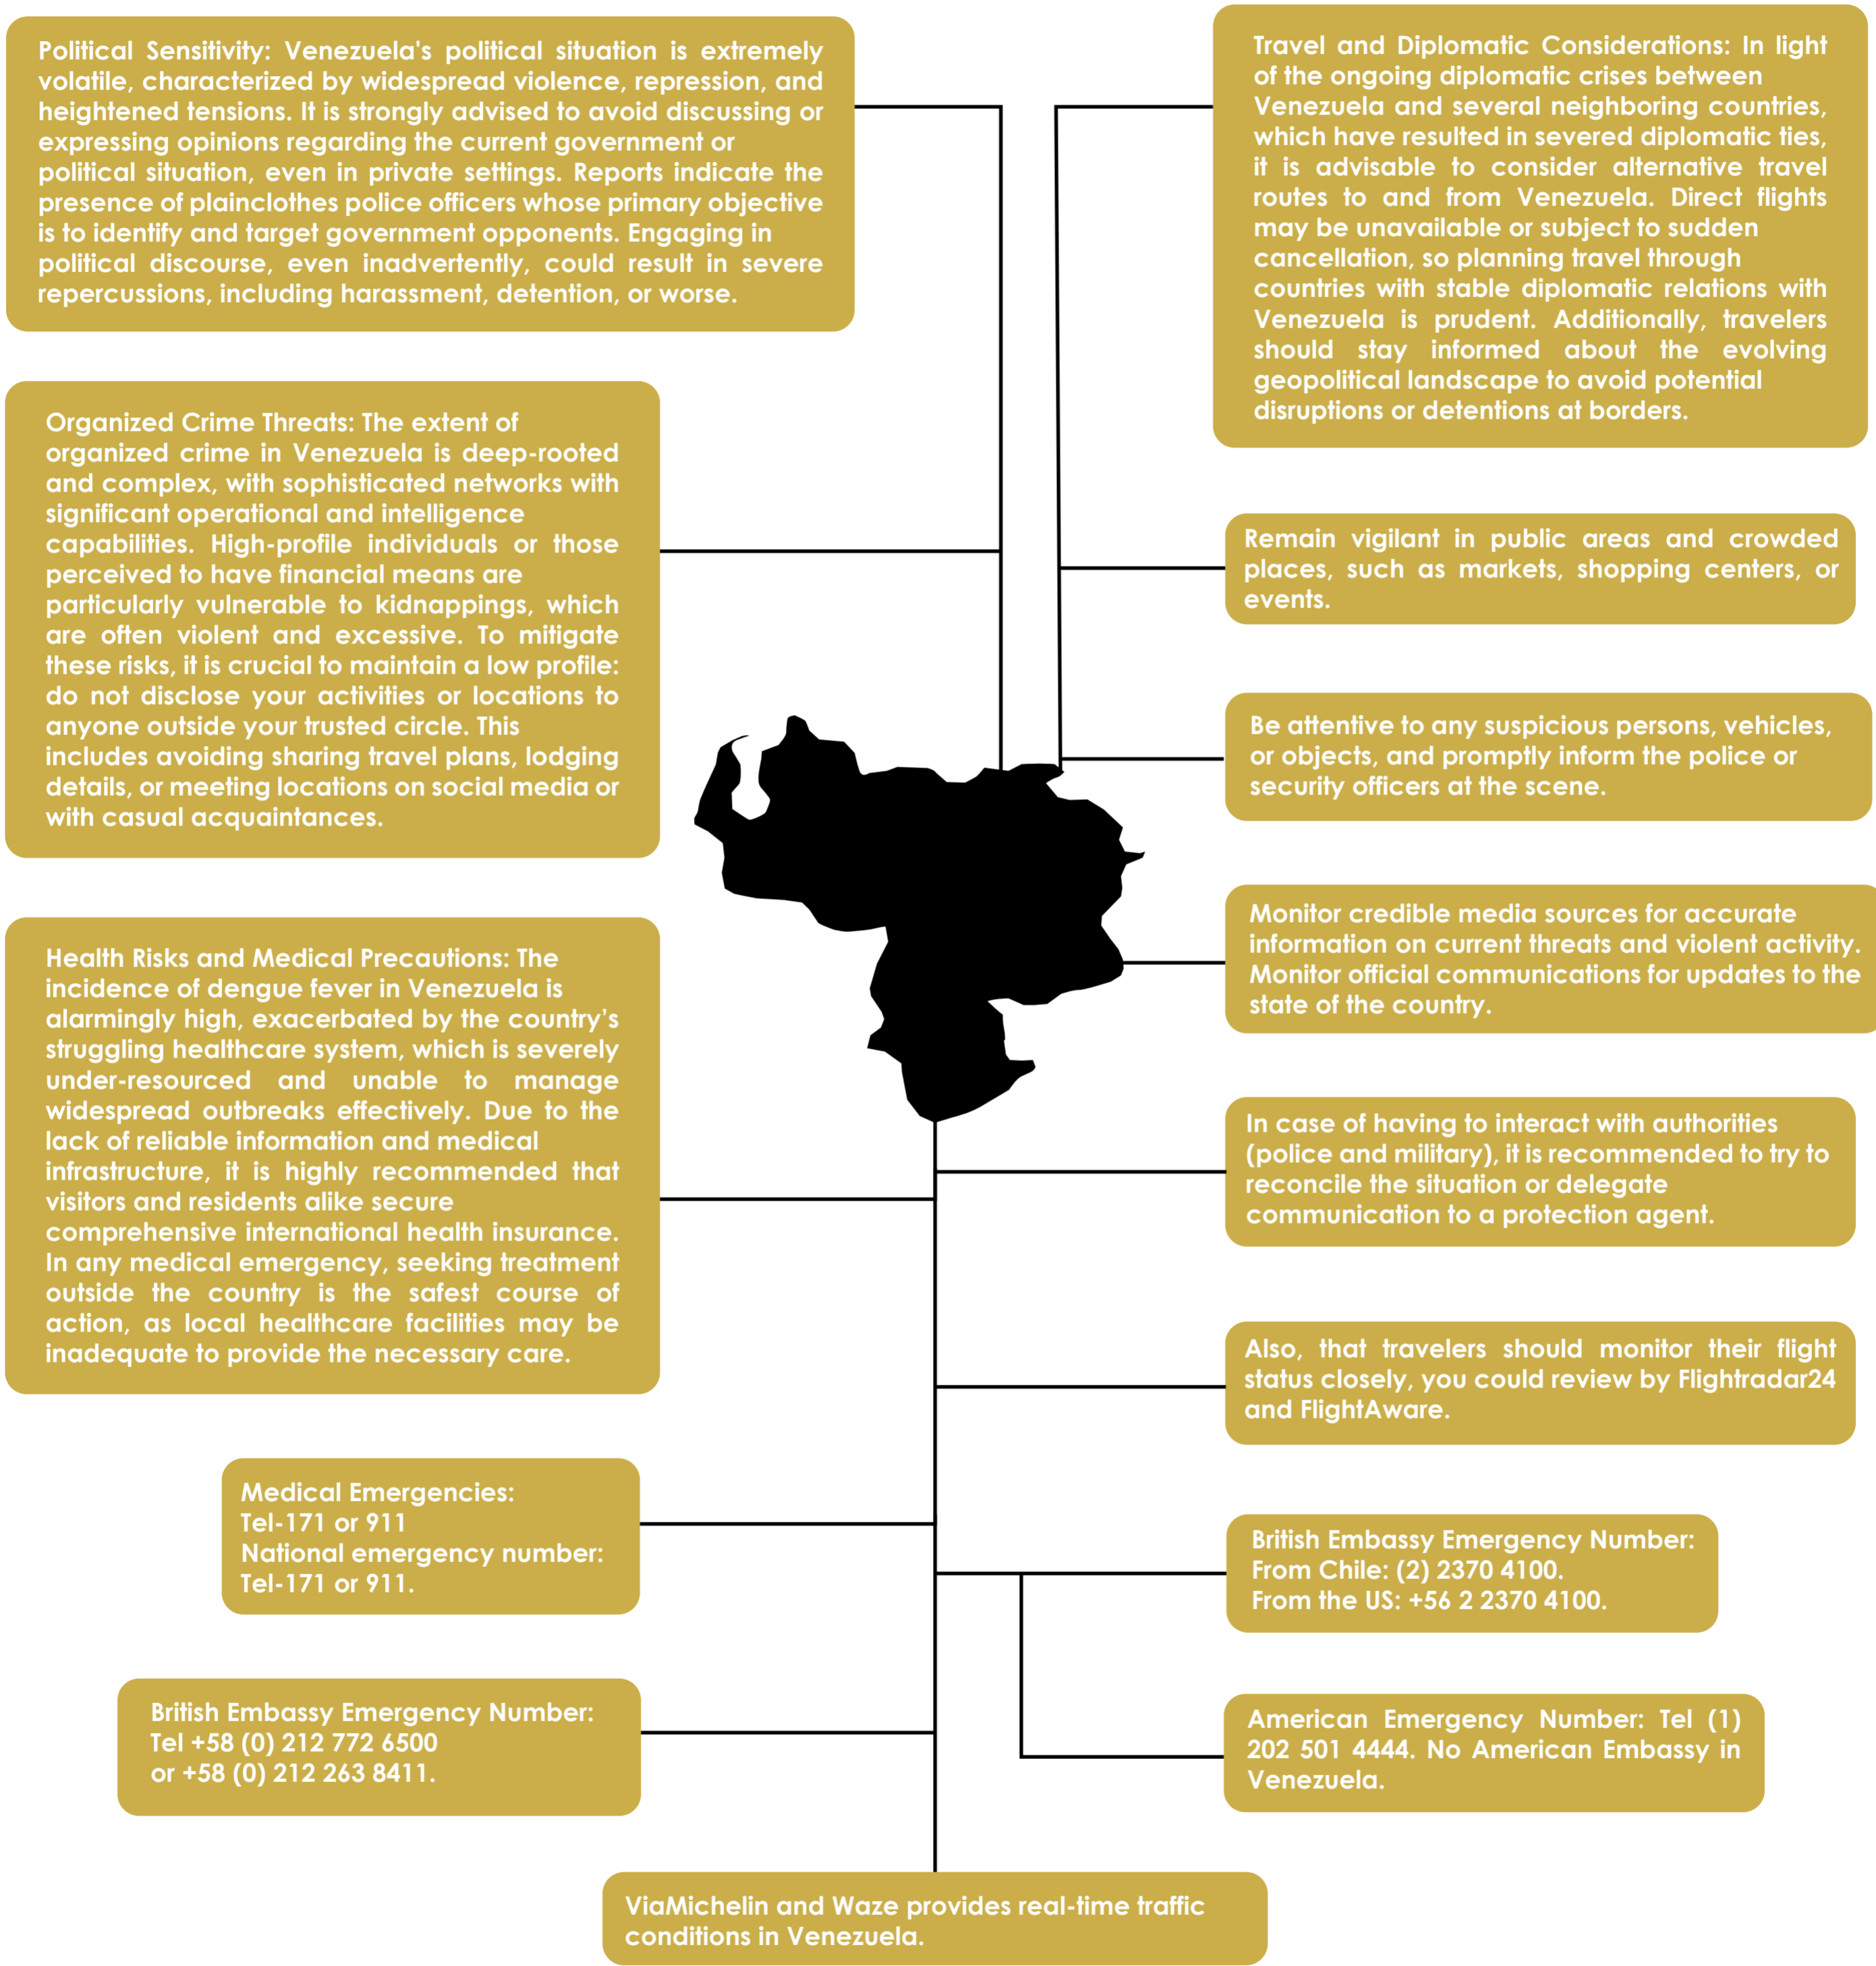 Political Sensitivity: Venezuela's political situation is extremely
volatile, characterized by widespread violence, repression, and
heightened tensions. It is strongly advised to avoid discussing or
expressing opinions regarding the current government or
political situation, even in private settings. Reports indicate the
presence of plainclothes police officers whose primary objective
is to identify and target government opponents. Engaging in
political discourse, even inadvertently, could result in severe
repercussions, including harassment, detention, or worse.
Organized Crime Threats: The extent of
organized crime in Venezuela is deep-rooted
and complex, with sophisticated networks with
significant operational and intelligence
capabilities. High-profile individuals or those
perceived to have financial means are
particularly vulnerable to kidnappings, which
are often violent and excessive. To mitigate
these risks, it is crucial to maintain a low profile:
do not disclose your activities or locations to
anyone outside your trusted circle. This
includes avoiding sharing travel plans, lodging
details, or meeting locations on social media or
with casual acquaintances.
Health Risks and Medical Precautions: The
incidence of dengue fever in Venezuela is
alarmingly high, exacerbated by the country’s
struggling healthcare system, which is severely
under-resourced and unable to manage
widespread outbreaks effectively. Due to the
lack of reliable information and medical
infrastructure, it is highly recommended that
visitors and residents alike secure
comprehensive international health insurance.
In any medical emergency, seeking treatment
outside the country is the safest course of
action, as local healthcare facilities may be
inadequate to provide the necessary care.
Medical Emergencies:
Tel-171 or 911
National emergency number:
Tel-171 or 911.
British Embassy Emergency Number:
Tel +58 (0) 212 772 6500
or +58 (0) 212 263 8411.
Travel and Diplomatic Considerations: In light
of the ongoing diplomatic crises between
Venezuela and several neighboring countries,
which have resulted in severed diplomatic ties,
it is advisable to consider alternative travel
routes to and from Venezuela. Direct flights
may be unavailable or subject to sudden
cancellation, so planning travel through
countries with stable diplomatic relations with
Venezuela is prudent. Additionally, travelers
should stay informed about the evolving
geopolitical landscape to avoid potential
disruptions or detentions at borders.
Remain vigilant in public areas and crowded
places, such as markets, shopping centers, or
events.
Be attentive to any suspicious persons, vehicles,
or objects, and promptly inform the police or
security officers at the scene.
Monitor credible media sources for accurate
information on current threats and violent activity.
Monitor official communications for updates to the
state of the country.
In case of having to interact with authorities
(police and military), it is recommended to try to
reconcile the situation or delegate
communication to a protection agent.
Also, that travelers should monitor their flight
status closely, you could review by Flightradar24
and FlightAware.
British Embassy Emergency Number:
From Chile: (2) 2370 4100.
From the US: +56 2 2370 4100.
American Emergency Number: Tel (1)
202 501 4444. No American Embassy in
Venezuela.
ViaMichelin and Waze provides real-time traffic
conditions in Venezuela.